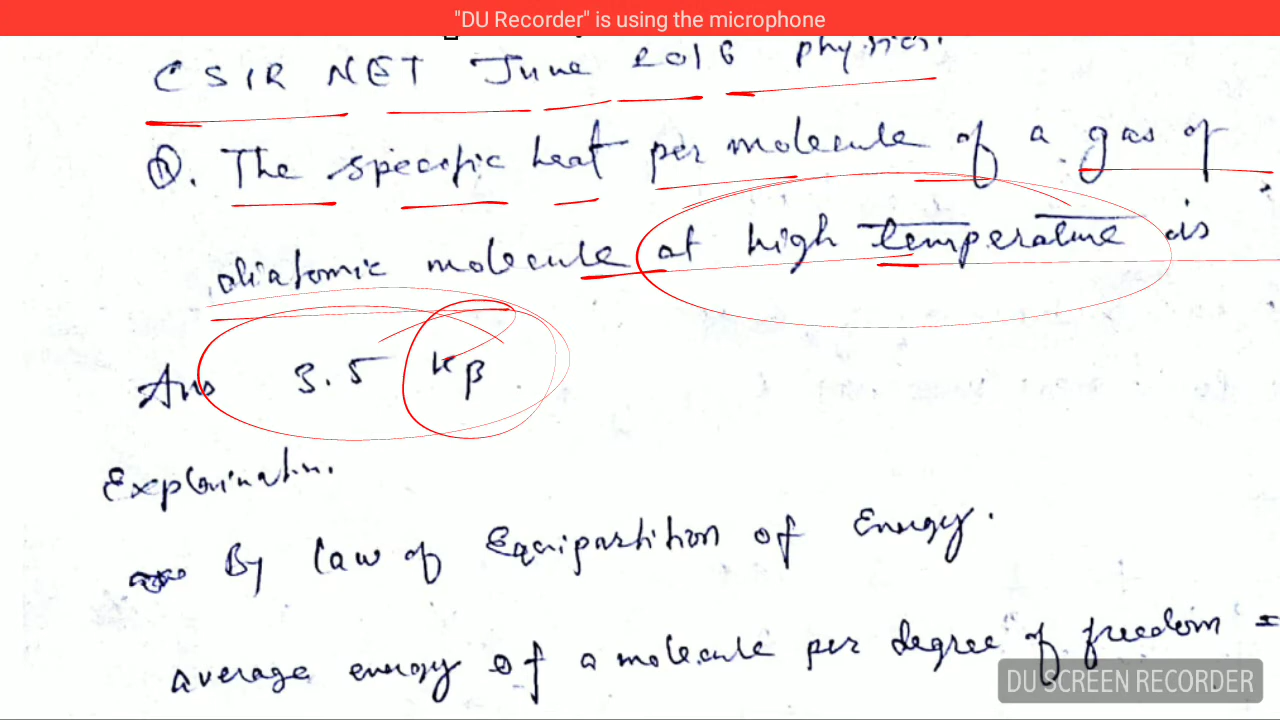 "DU Recorder" is using the microphone
CSIR NET June 2016 physics.
Q. The specific heat per molecule of a gas of
diatomic molecule at high temperature is
Ans 3.5 kβ
Explaination.
By law of Equipartition of Energy.
average energy of a molecule per degree of freedom =
DU SCREEN RECORDER